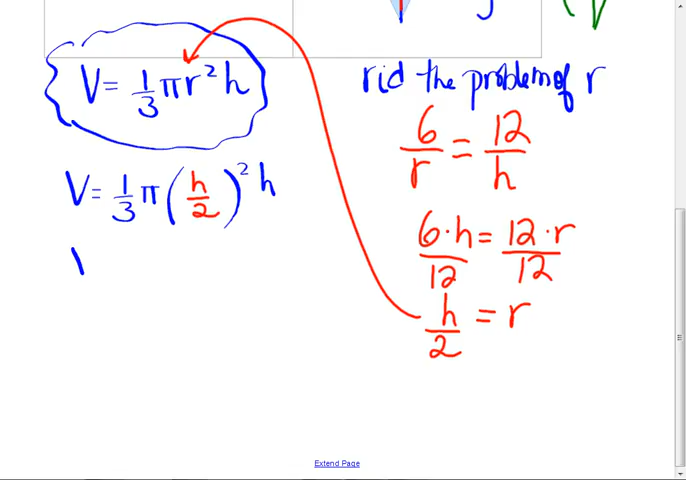 V = 1/3 πr²h
rid the problem of r
6/r = 12/h
V = 1/3 π(h/2)² h
6·h/12 = 12·r/12
h/2 = r
Extend Page